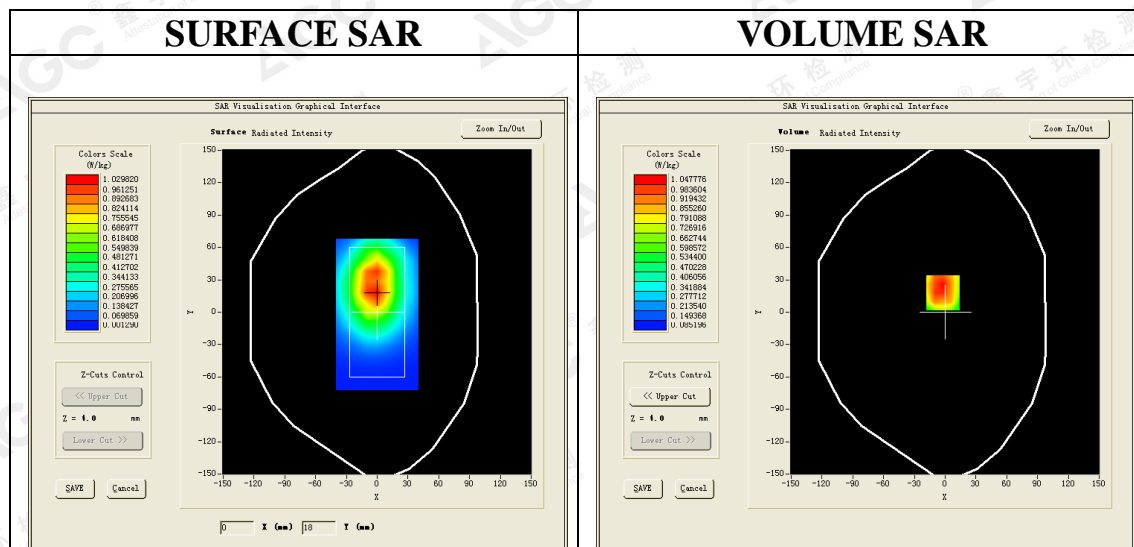 SURFACE SAR
VOLUME SAR
SAR Visualisation Graphical Interface
Surface Radiated Intensity
Zoom In/Out
Colors Scale
(W/kg)
1.029820
0.961251
0.892683
0.824114
0.755545
0.686977
0.618408
0.549839
0.481271
0.412702
0.344133
0.275565
0.206996
0.138427
0.069859
0.001290
150
120
90
60
30
0
-30
-60
-90
-120
-150
Y
-150 -120 -90 -60 -30 0 30 60 90 120 150
X
Z-Cuts Control
<< Upper Cut
Z = 4.0 mm
Lower Cut >>
SAVE Cancel
0 X (mm) 18 Y (mm)
SAR Visualisation Graphical Interface
Volume Radiated Intensity
Zoom In/Out
Colors Scale
(W/kg)
1.047776
0.983604
0.919432
0.855260
0.791088
0.726916
0.662744
0.598572
0.534400
0.470228
0.406056
0.341884
0.277712
0.213540
0.149368
0.085196
150
120
90
60
30
0
-30
-60
-90
-120
-150
Y
-150 -120 -90 -60 -30 0 30 60 90 120 150
X
Z-Cuts Control
<< Upper Cut
Z = 4.0 mm
Lower Cut >>
SAVE Cancel